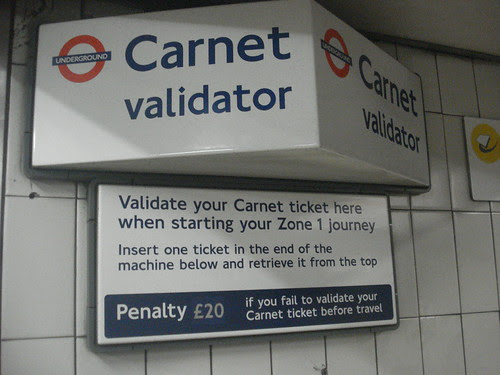 UNDERGROUND
Carnet
validator
UNDERGROUND
Carnet
validator
Validate your Carnet ticket here
when starting your Zone 1 journey
Insert one ticket in the end of the
machine below and retrieve it from the top
Penalty £20
if you fail to validate your
Carnet ticket before travel